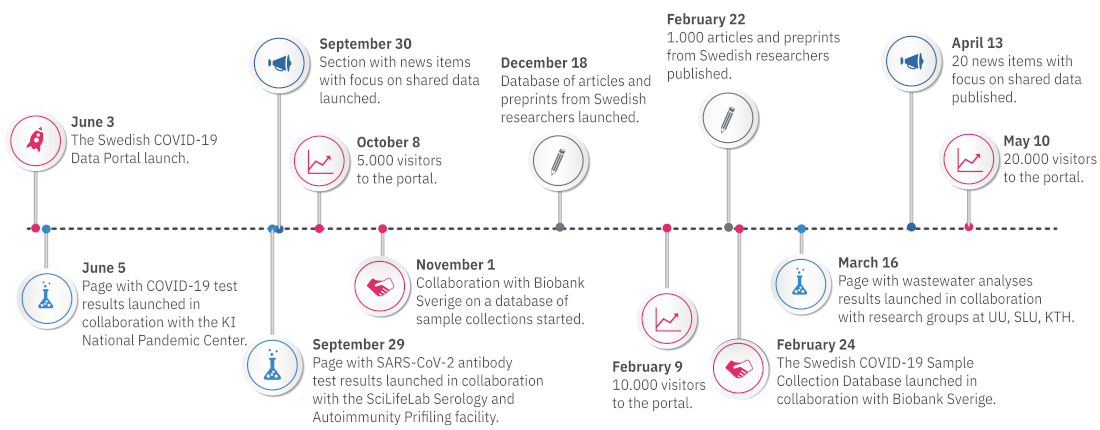 June 3
The Swedish COVID-19
Data Portal launch.
June 5
Page with COVID-19 test
results launched in
collaboration with the KI
National Pandemic Center.
September 30
Section with news items
with focus on shared data
launched.
September 29
Page with SARS-CoV-2 antibody
test results launched in collaboration
with the SciLifeLab Serology and
Autoimmunity Prifiling facility.
October 8
5.000 visitors
to the portal.
November 1
Collaboration with Biobank
Sverige on a database of
sample collections started.
December 18
Database of articles and
preprints from Swedish
researchers launched.
February 9
10.000 visitors
to the portal.
February 22
1.000 articles and preprints
from Swedish researchers
published.
February 24
The Swedish COVID-19 Sample
Collection Database launched in
collaboration with Biobank Sverige.
March 16
Page with wastewater analyses
results launched in collaboration
with research groups at UU, SLU, KTH.
April 13
20 news items with
focus on shared data
published.
May 10
20.000 visitors
to the portal.